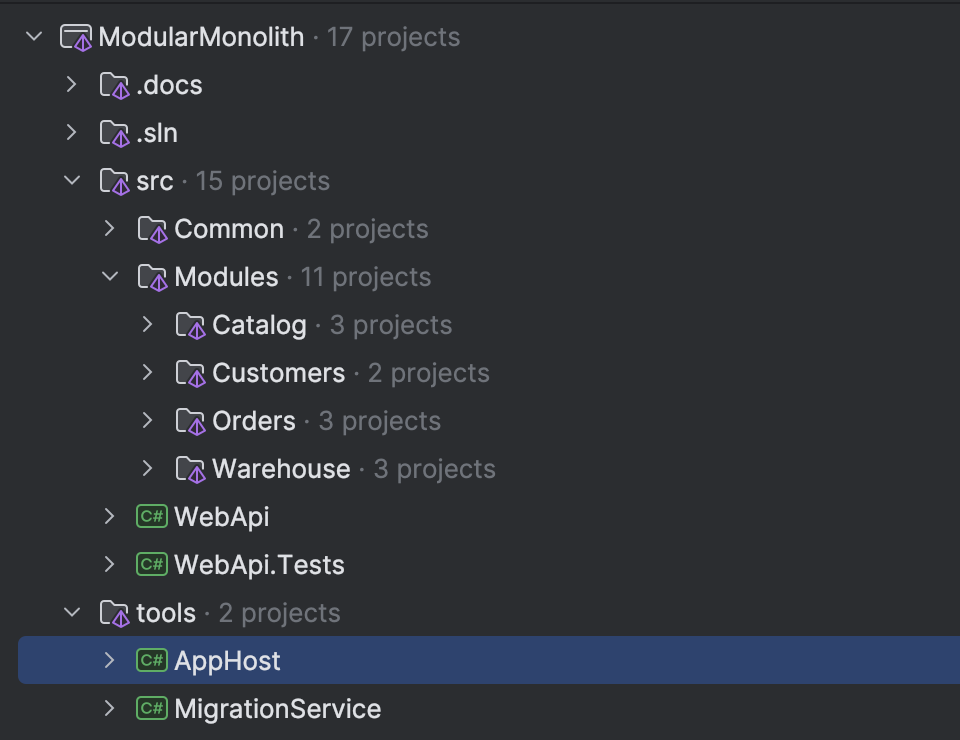 ModularMonolith · 17 projects
.docs
.sln
src · 15 projects
Common · 2 projects
Modules · 11 projects
Catalog · 3 projects
Customers · 2 projects
Orders · 3 projects
Warehouse · 3 projects
C# WebApi
C# WebApi.Tests
tools · 2 projects
C# AppHost
C# MigrationService